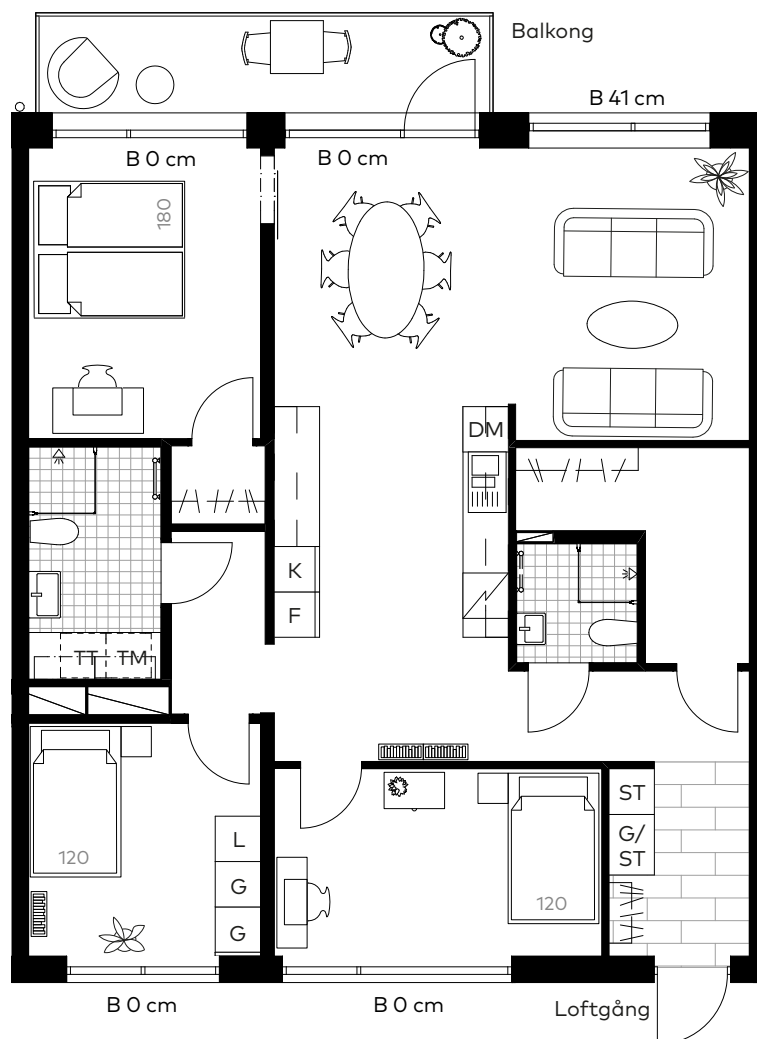 Balkong
B 41 cm
B 0 cm
B 0 cm
180
DM
K
F
TT TM
ST
L
G/
ST
120
G
120
G
B 0 cm
B 0 cm
Loftgång